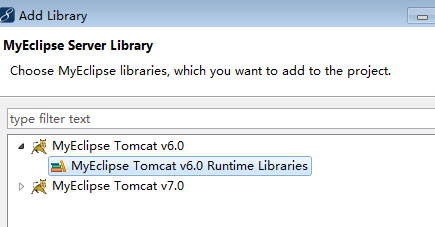 Add Library
MyEclipse Server Library
Choose MyEclipse libraries, which you want to add to the project.
type filter text
MyEclipse Tomcat v6.0
MyEclipse Tomcat v6.0 Runtime Libraries
MyEclipse Tomcat v7.0